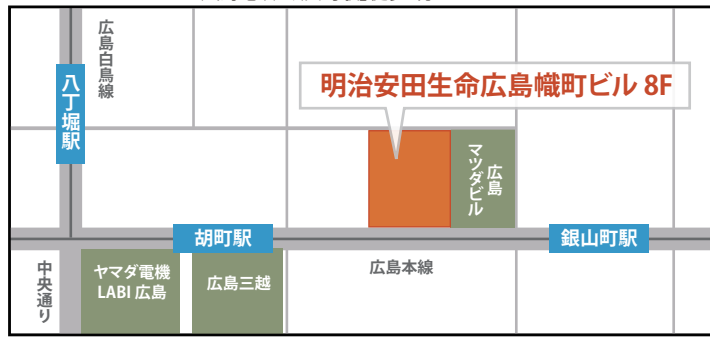 広島白鳥線
八丁堀駅
明治安田生命広島幟町ビル 8F
広島
マツダビル
胡町駅
銀山町駅
中央通り
ヤマダ電機
LABI 広島
広島三越
広島本線